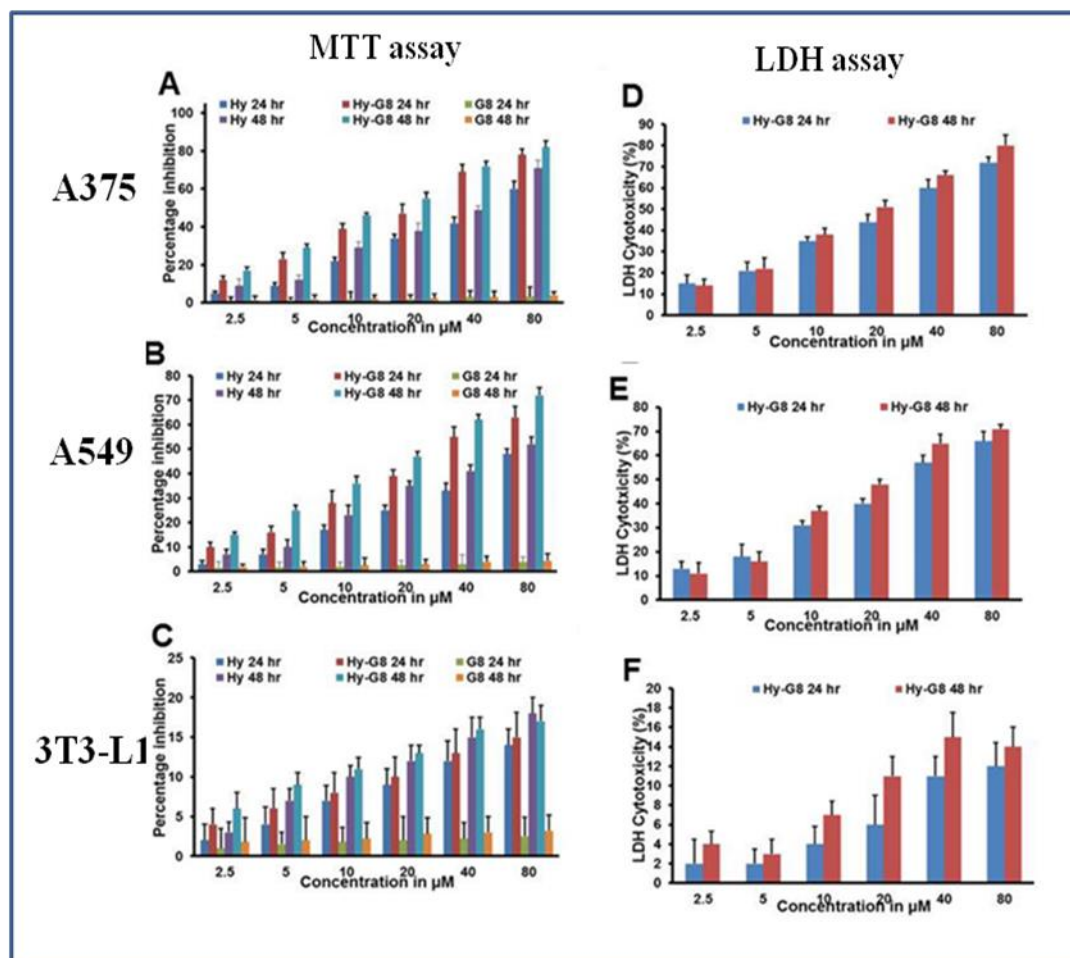 MTT assay
LDH assay
A375
A
Hy 24 hr Hy-G8 24 hr G8 24 hr
Hy 48 hr Hy-G8 48 hr G8 48 hr
Percentage inhibition
100
80
60
40
20
0
2.5 5 10 20 40 80
Concentration in µM
D
Hy-G8 24 hr Hy-G8 48 hr
LDH Cytotoxicity (%)
90
80
70
60
50
40
30
20
10
0
2.5 5 10 20 40 80
Concentration in µM
A549
B
Hy 24 hr Hy-G8 24 hr G8 24 hr
Hy 48 hr Hy-G8 48 hr G8 48 hr
Percentage inhibition
80
70
60
50
40
30
20
10
0
2.5 5 10 20 40 80
Concentration in µM
E
Hy-G8 24 hr Hy-G8 48 hr
LDH Cytotxicity (%)
80
70
60
50
40
30
20
10
0
2.5 5 10 20 40 80
Concentration in µM
3T3-L1
C
Hy 24 hr Hy-G8 24 hr G8 24 hr
Hy 48 hr Hy-G8 48 hr G8 48 hr
Percentage inhibition
25
20
15
10
5
0
2.5 5 10 20 40 80
Concentration in µM
F
Hy-G8 24 hr Hy-G8 48 hr
LDH Cytotoxicity (%)
20
18
16
14
12
10
8
6
4
2
0
2.5 5 10 20 40 80
Concentration in µM